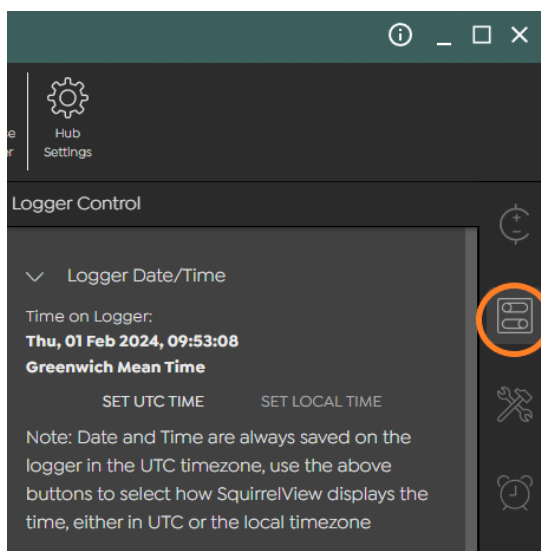 Hub
Settings
Logger Control
Logger Date/Time
Time on Logger:
Thu, 01 Feb 2024, 09:53:08
Greenwich Mean Time
SET UTC TIME SET LOCAL TIME
Note: Date and Time are always saved on the
logger in the UTC timezone, use the above
buttons to select how SquirrelView displays the
time, either in UTC or the local timezone